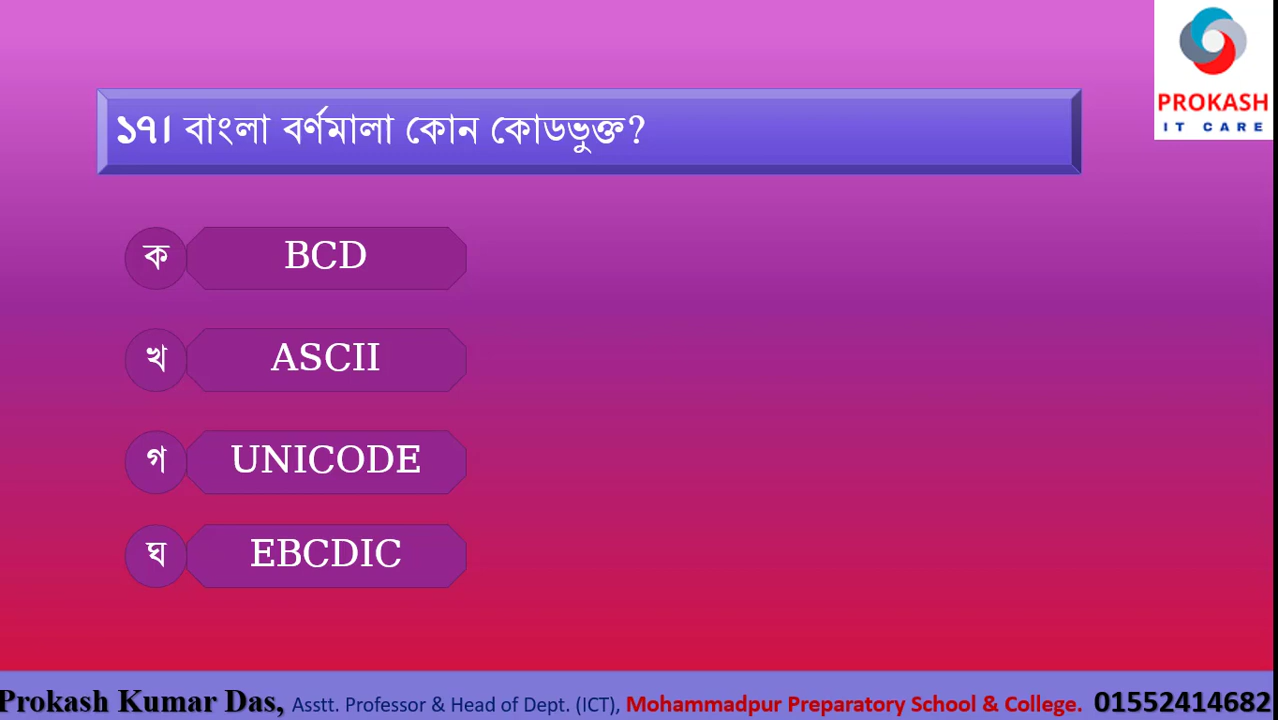 PROKASH
IT CARE
১৭। বাংলা বর্ণমালা কোন কোডভুক্ত?
ক BCD
খ ASCII
গ UNICODE
ঘ EBCDIC
Prokash Kumar Das, Asstt. Professor & Head of Dept. (ICT), Mohammadpur Preparatory School & College. 01552414682